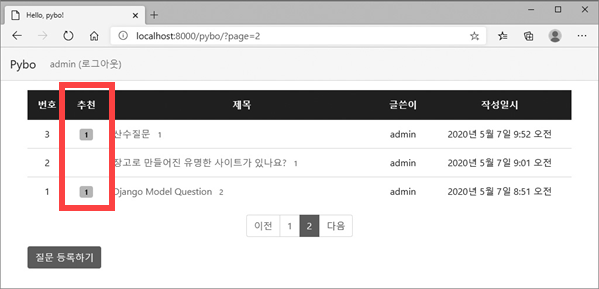 Hello, pybo!
localhost:8000/pybo/?page=2
Pybo admin (로그아웃)
번호 추천 제목 글쓴이 작성일시
3 1 산수질문 1 admin 2020년 5월 7일 9:52 오전
2 장고로 만들어진 유명한 사이트가 있나요? 1 admin 2020년 5월 7일 9:01 오전
1 1 Django Model Question 2 admin 2020년 5월 7일 8:51 오전
이전 1 2 다음
질문 등록하기